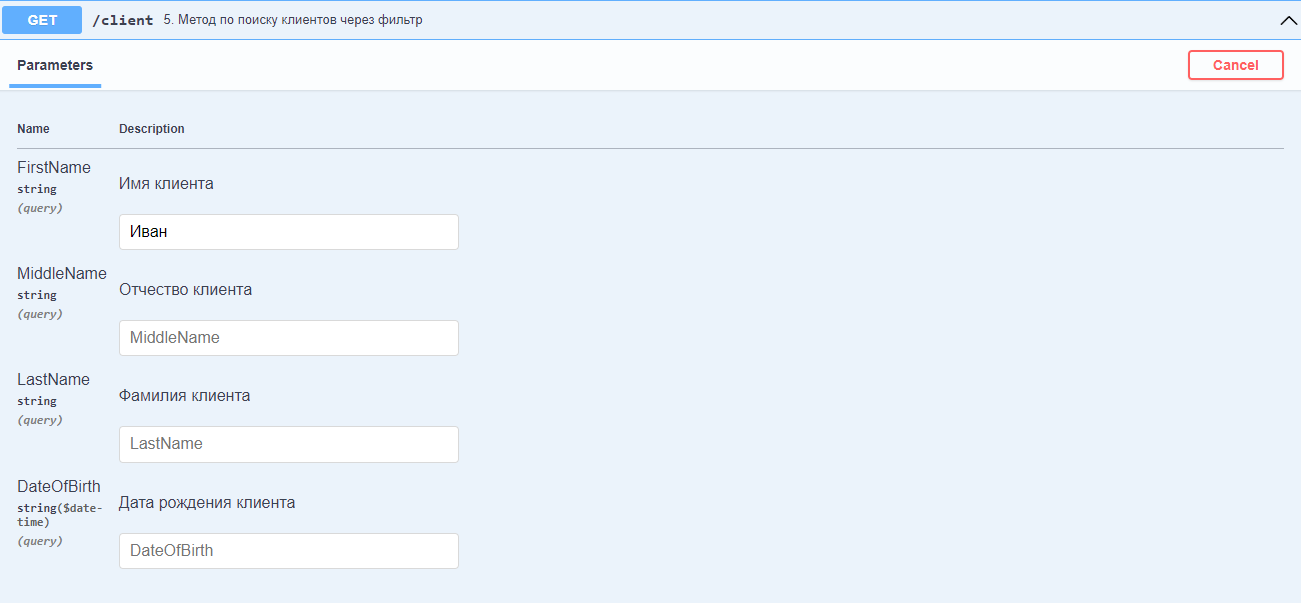 GET /client 5. Метод по поиску клиентов через фильтр
Parameters Cancel
Name Description
FirstName
string
(query)
Имя клиента
Иван
MiddleName
string
(query)
Отчество клиента
MiddleName
LastName
string
(query)
Фамилия клиента
LastName
DateOfBirth
string($date-
time)
(query)
Дата рождения клиента
DateOfBirth